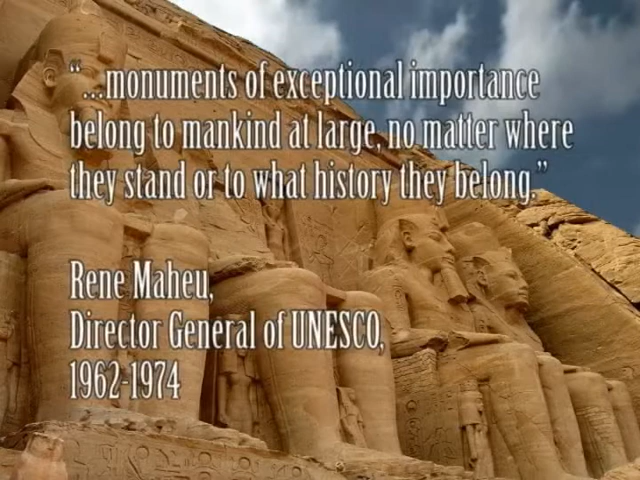 “...monuments of exceptional importance
belong to mankind at large, no matter where
they stand or to what history they belong.”
Rene Maheu,
Director General of UNESCO,
1962-1974